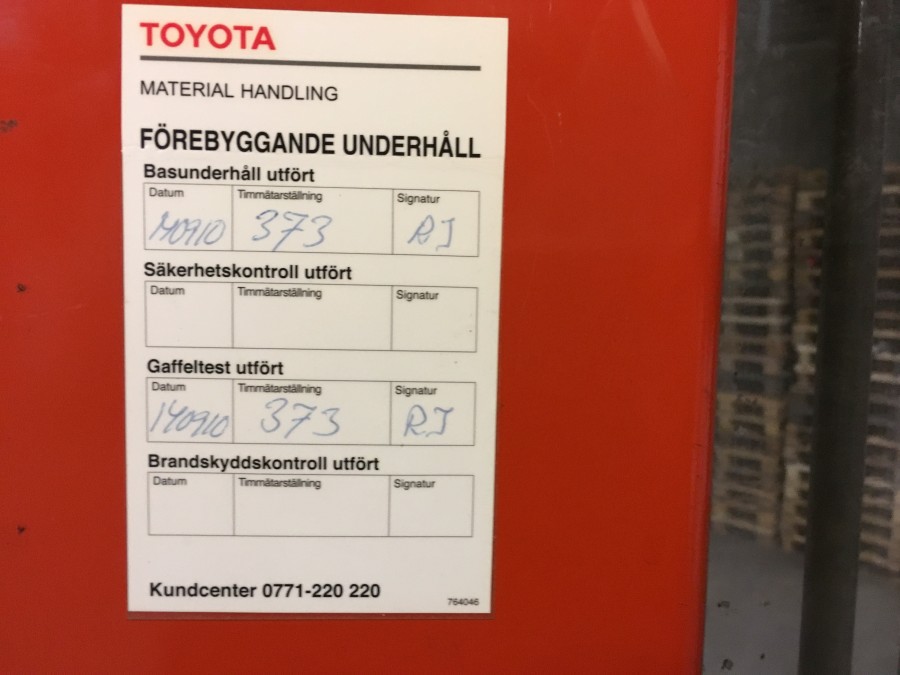 TOYOTA
MATERIAL HANDLING
FÖREBYGGANDE UNDERHÅLL
Basunderhåll utfört
Datum Timmätarställning Signatur
140910 373 RJ
Säkerhetskontroll utfört
Datum Timmätarställning Signatur
Gaffeltest utfört
Datum Timmätarställning Signatur
140910 373 RJ
Brandskyddskontroll utfört
Datum Timmätarställning Signatur
Kundcenter 0771-220 220
764046